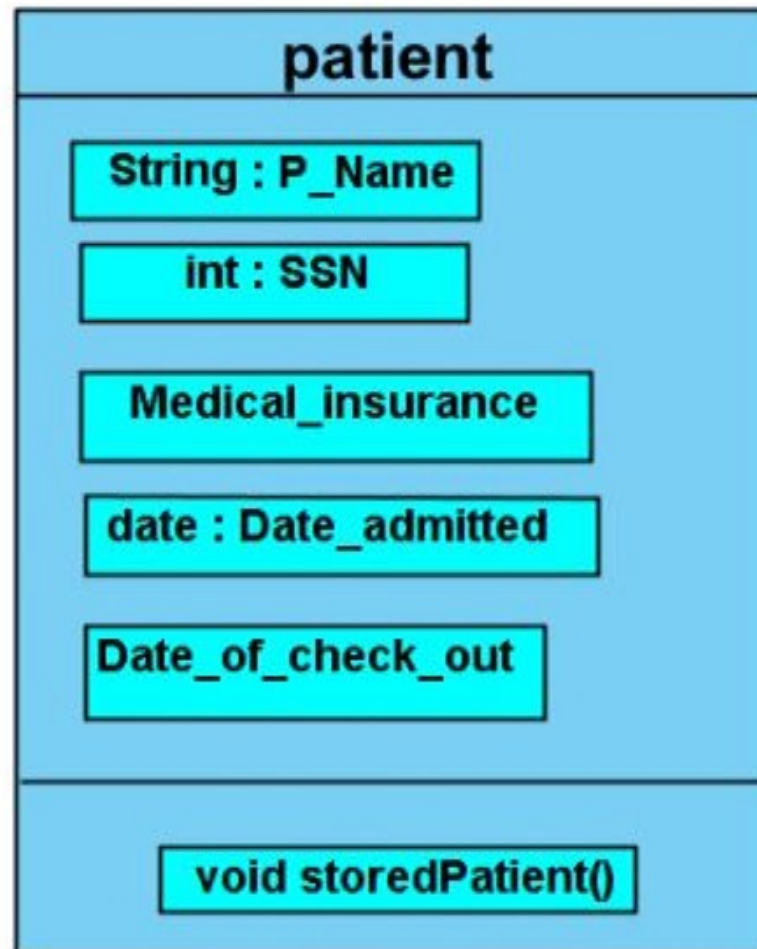 patient
String : P_Name
int : SSN
Medical_insurance
date : Date_admitted
Date_of_check_out
void storedPatient()